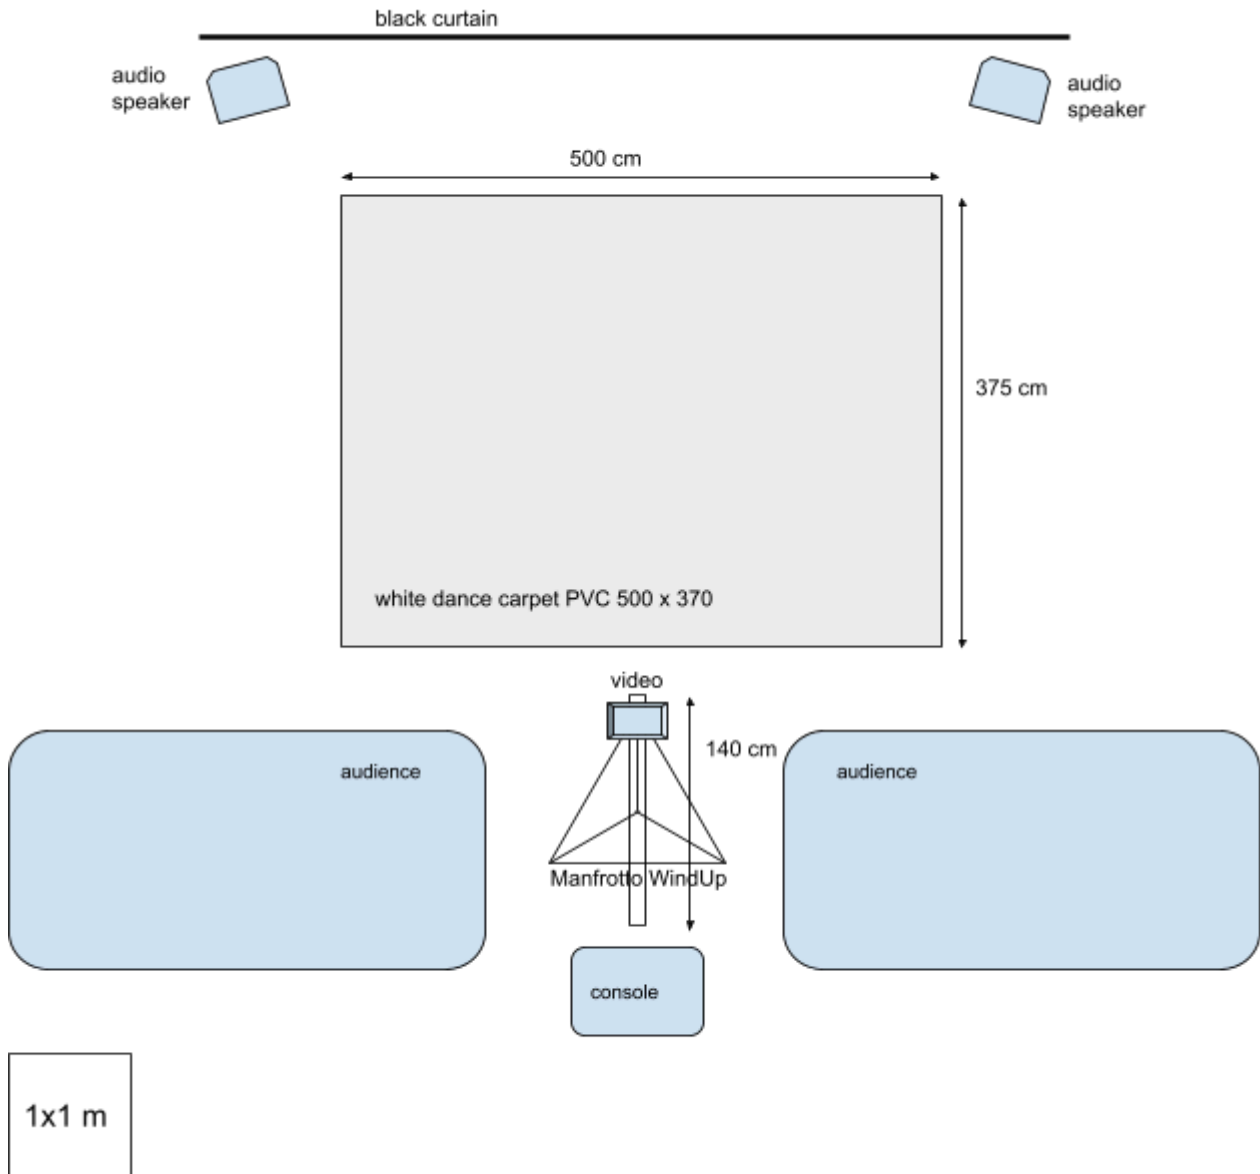 black curtain
audio
speaker
audio
speaker
500 cm
375 cm
white dance carpet PVC 500 x 370
video
140 cm
audience
audience
Manfrotto WindUp
console
1x1 m